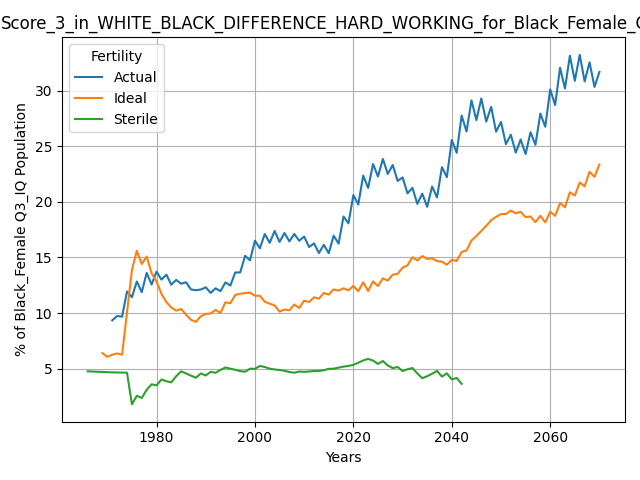 Score_3_in_WHITE_BLACK_DIFFERENCE_HARD_WORKING_for_Black_Female_
Fertility
Actual
Ideal
Sterile
% of Black_Female Q3_IQ Population
30
25
20
15
10
5
1980 2000 2020 2040 2060
Years